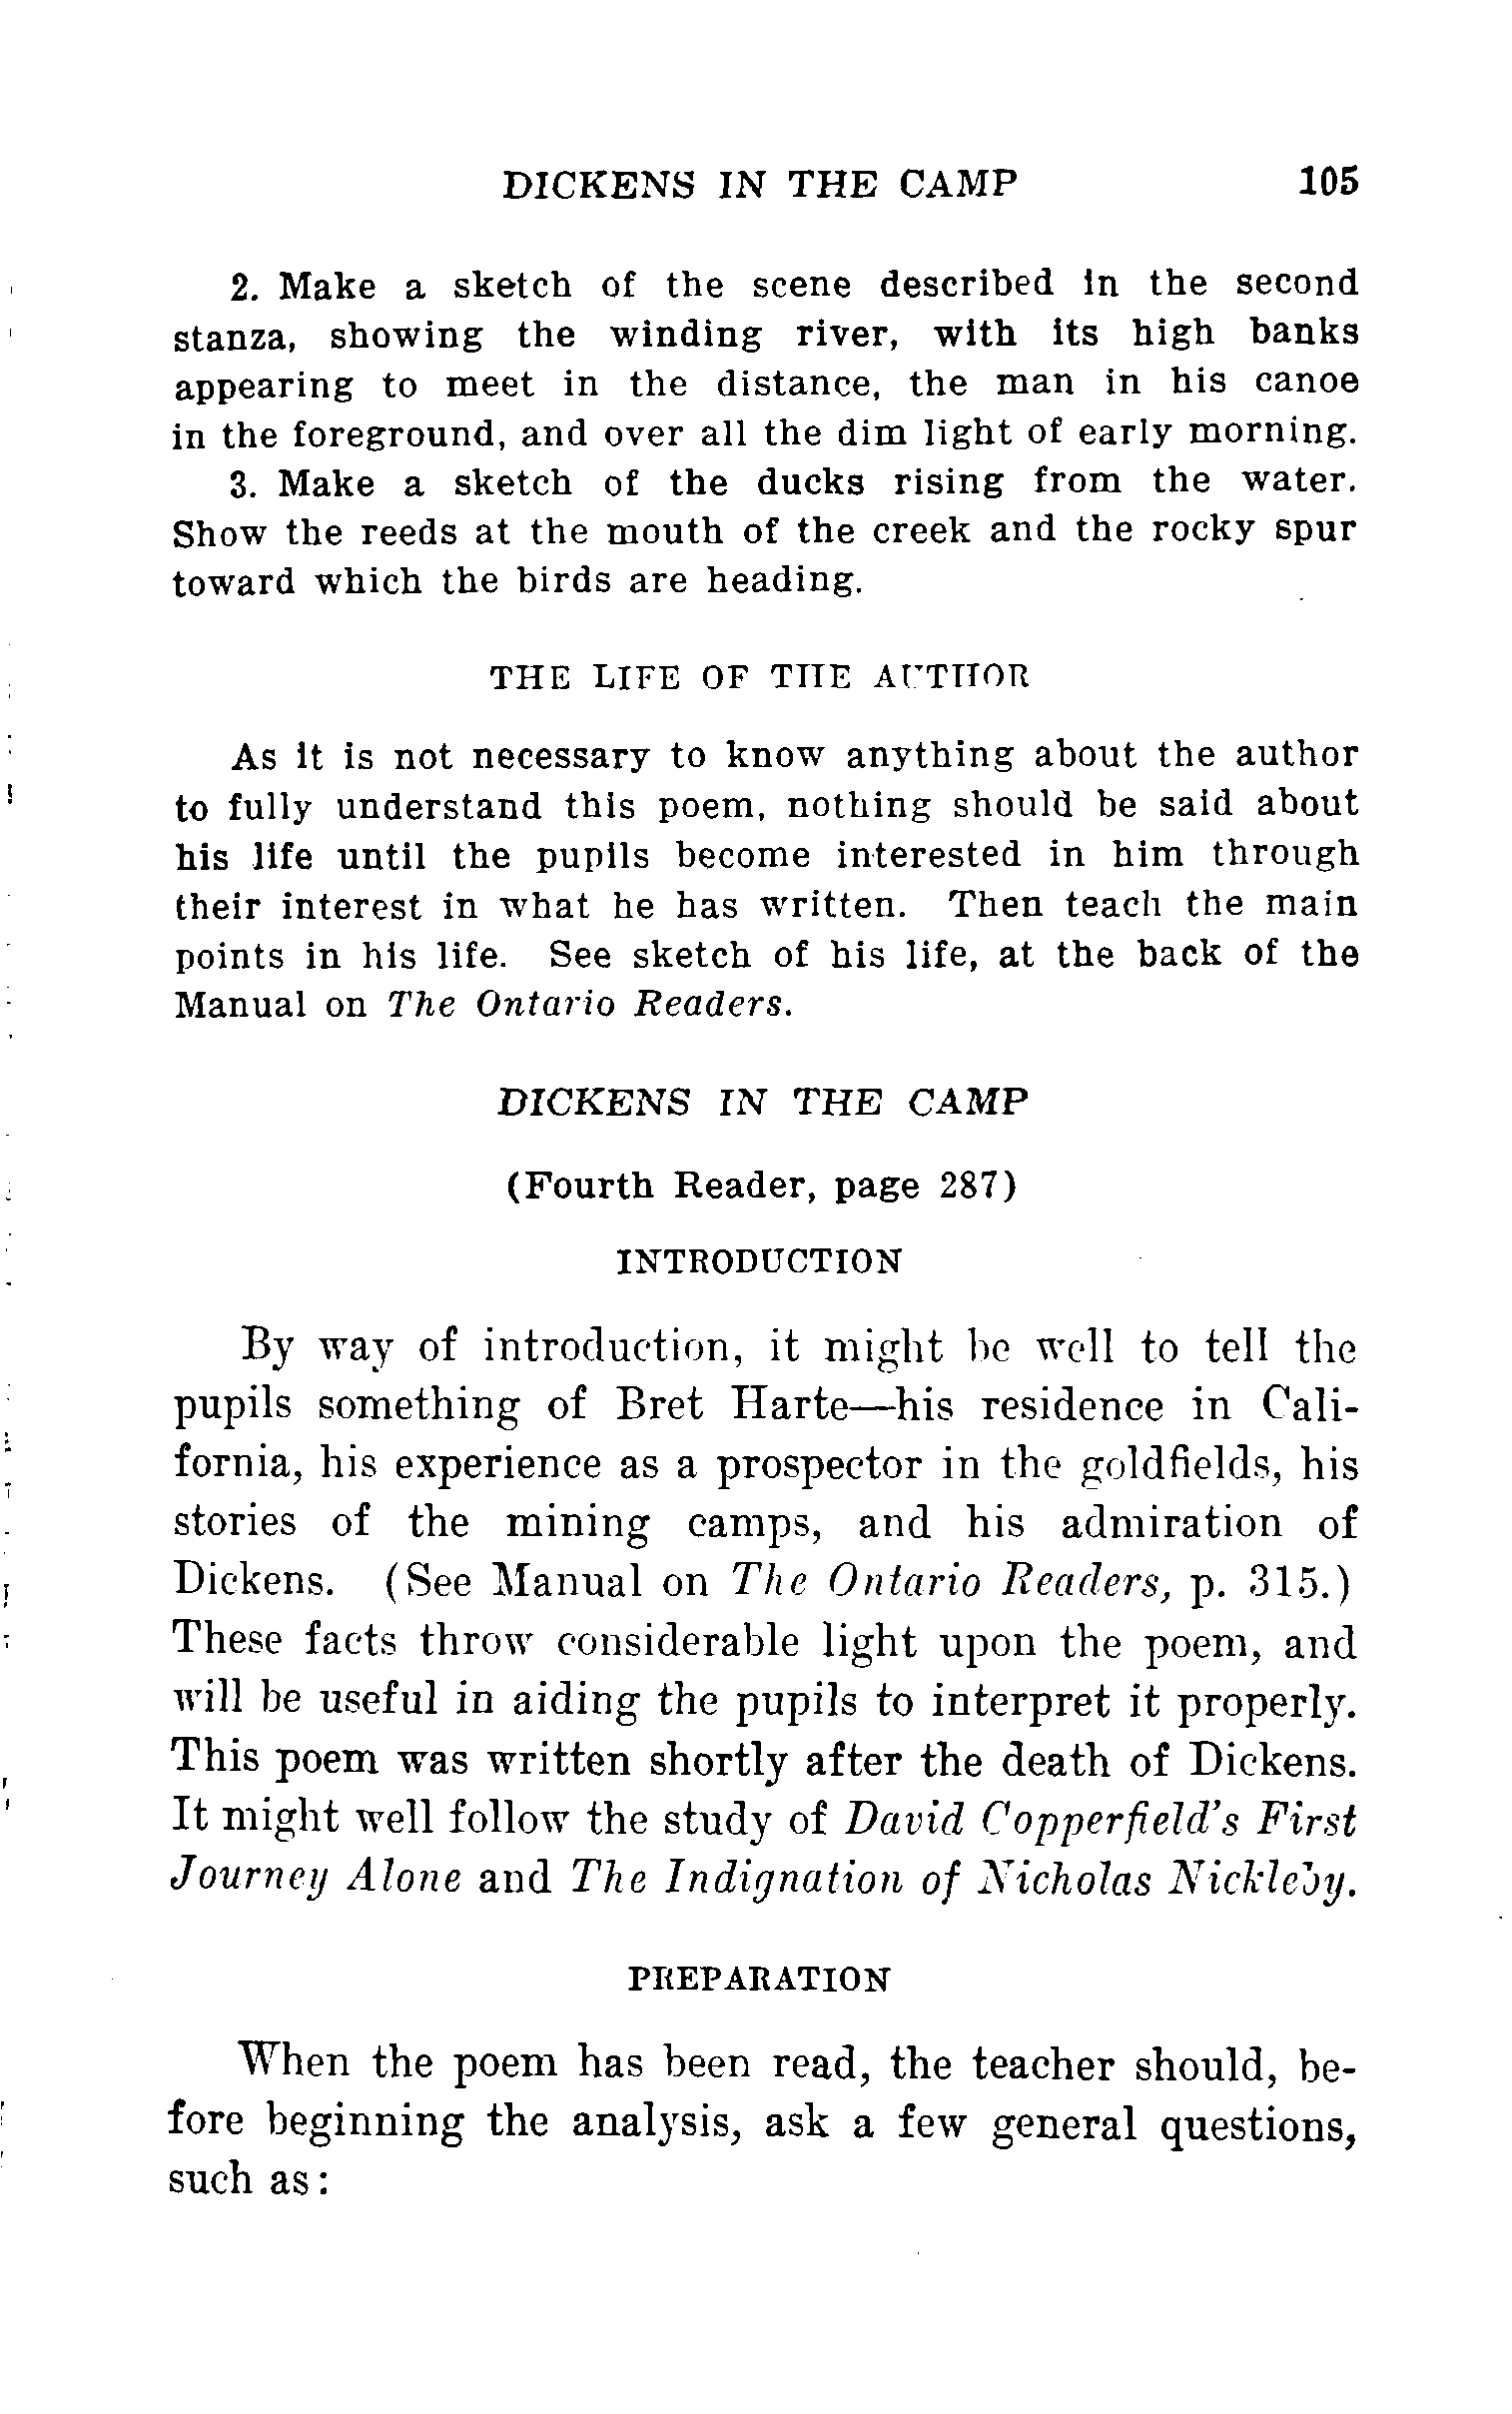 DICKENS IN THE CAMP 105
2. Make a sketch of the scene described in the second
stanza, showing the winding river, with its high banks
appearing to meet in the distance, the man in his canoe
in the foreground, and over all the dim light of early morning.
3. Make a sketch of the ducks rising from the water.
Show the reeds at the mouth of the creek and the rocky spur
toward which the birds are heading.
THE LIFE OF THE AUTHOR
As it is not necessary to know anything about the author
to fully understand this poem, nothing should be said about
his life until the pupils become interested in him through
their interest in what he has written. Then teach the main
points in his life. See sketch of his life, at the back of the
Manual on The Ontario Readers.
DICKENS IN THE CAMP
(Fourth Reader, page 287)
INTRODUCTION
By way of introduction, it might be well to tell the
pupils something of Bret Harte—his residence in Cali-
fornia, his experience as a prospector in the goldfields, his
stories of the mining camps, and his admiration of
Dickens. (See Manual on The Ontario Readers, p. 315.)
These facts throw considerable light upon the poem, and
will be useful in aiding the pupils to interpret it properly.
This poem was written shortly after the death of Dickens.
It might well follow the study of David Copperfield's First
Journey Alone and The Indignation of Nicholas Nickleby.
PREPARATION
When the poem has been read, the teacher should, be-
fore beginning the analysis, ask a few general questions,
such as: